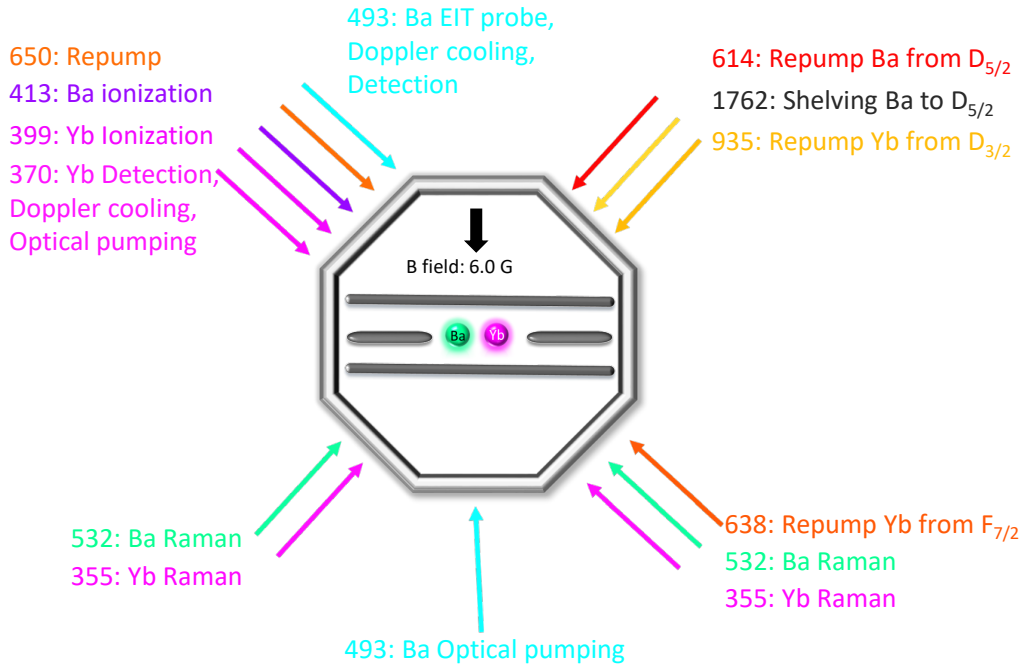 493: Ba EIT probe,
Doppler cooling,
Detection
650: Repump
413: Ba ionization
399: Yb Ionization
370: Yb Detection,
Doppler cooling,
Optical pumping
614: Repump Ba from D5/2
1762: Shelving Ba to D5/2
935: Repump Yb from D3/2
B field: 6.0 G
Ba
Yb
532: Ba Raman
355: Yb Raman
638: Repump Yb from F7/2
532: Ba Raman
355: Yb Raman
493: Ba Optical pumping